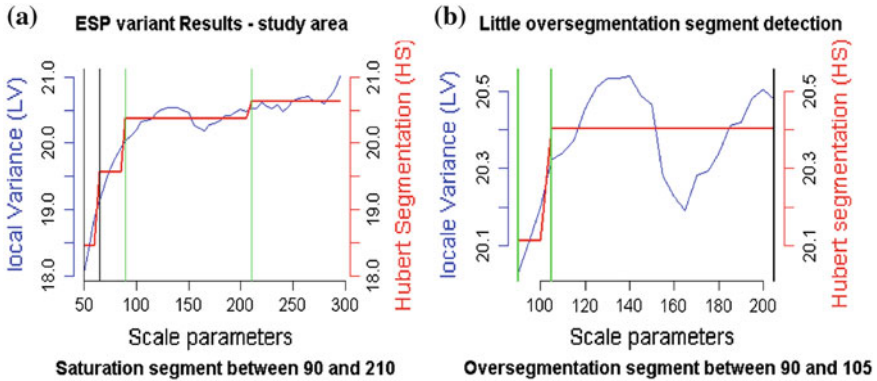 (a)
ESP variant Results - study area
local Variance (LV)
18.0 19.0 20.0 21.0
Hubert Segmentation (HS)
18.0 19.0 20.0 21.0
50 100 150 200 250 300
Scale parameters
Saturation segment between 90 and 210
(b)
Little oversegmentation segment detection
locale Variance (LV)
20.1 20.3 20.5
Hubert segmentation (HS)
20.1 20.3 20.5
100 120 140 160 180 200
Scale parameters
Oversegmentation segment between 90 and 105